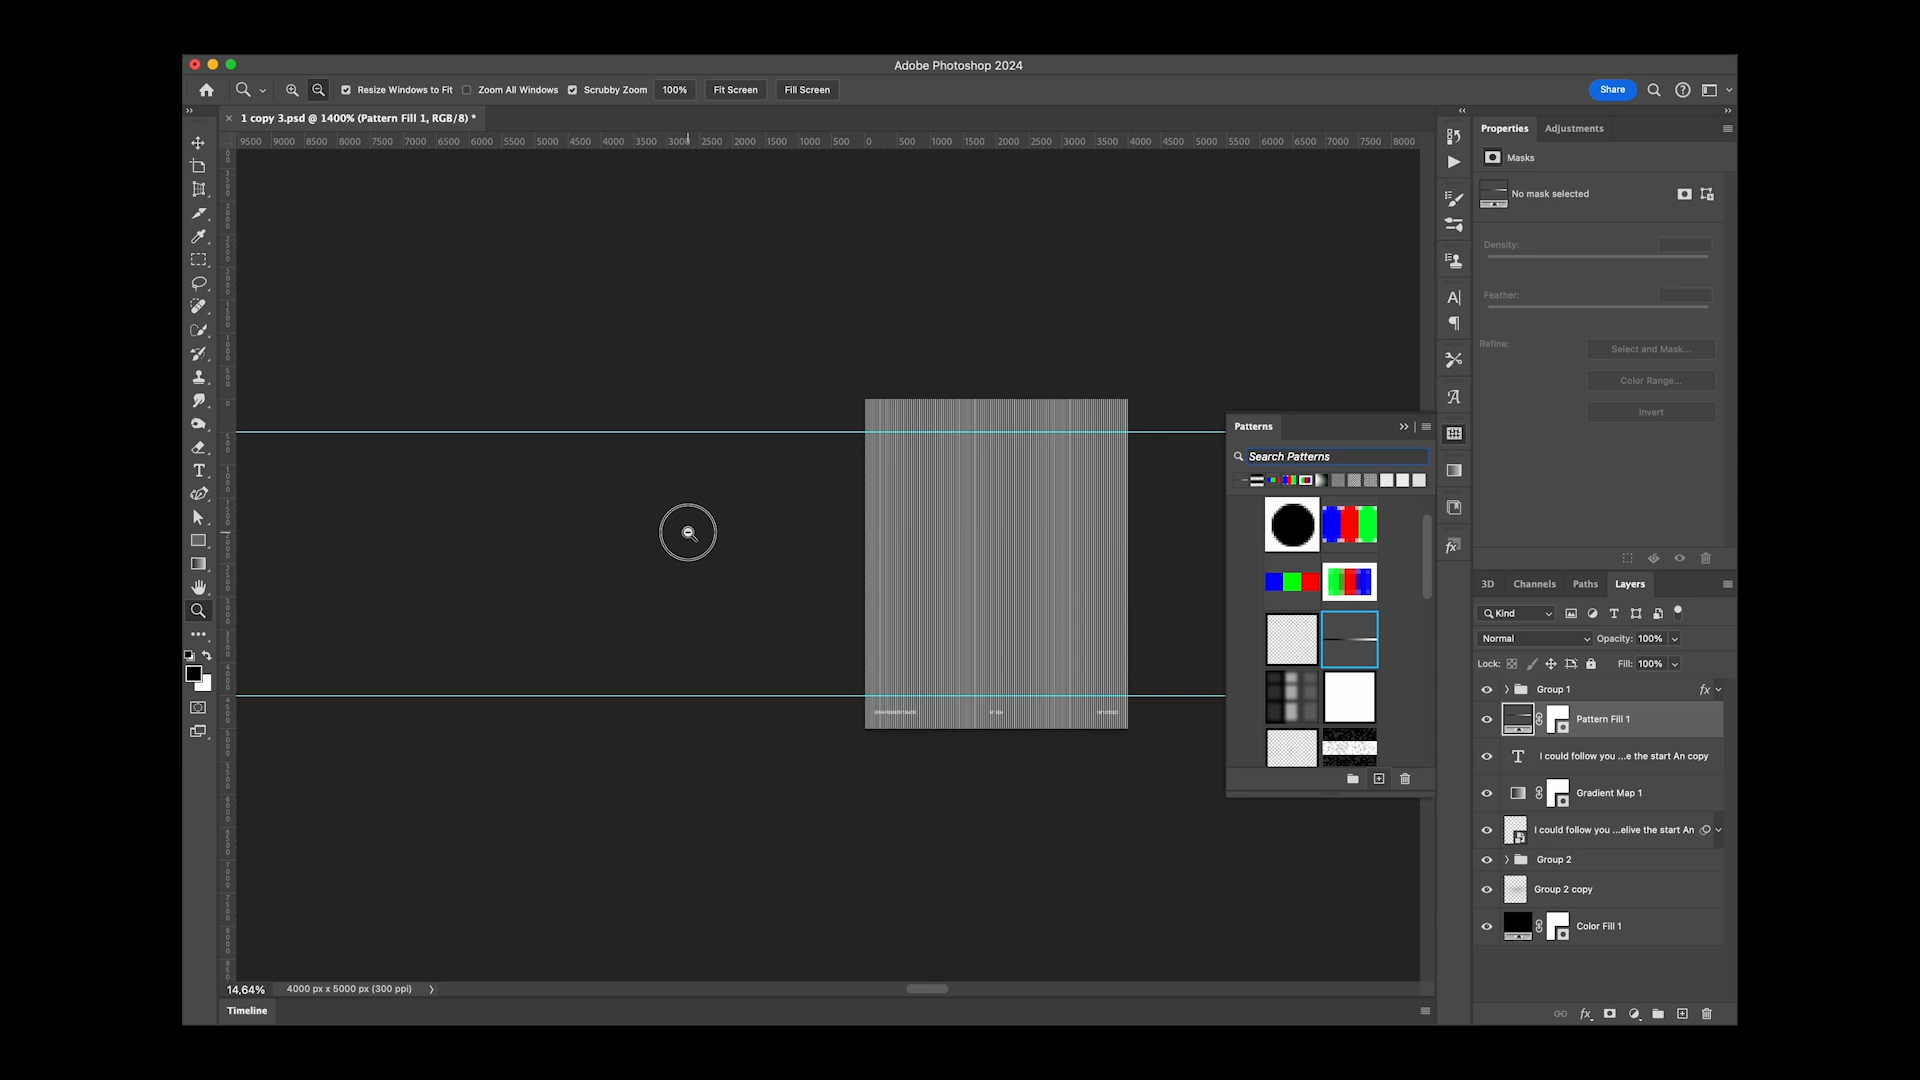 Adobe Photoshop 2024
Resize Windows to Fit
Zoom All Windows
Scrubby Zoom
100%
Fit Screen
Fill Screen
Share
1 copy 3.psd @ 1400% (Pattern Fill 1, RGB/8) *
9500 9000 8500 8000 7500 7000 6500 6000 5500 5000 4500 4000 3500 3000 2500 2000 1500 1000 500 0 500 1000 1500 2000 2500 3000 3500 4000 4500 5000 5500 6000 6500 7000 7500 8000
Properties
Adjustments
Masks
No mask selected
Density:
Feather:
Refine:
Select and Mask...
Color Range...
Invert
Patterns
Search Patterns
3D
Channels
Paths
Layers
Kind
Normal
Opacity: 100%
Lock:
Fill: 100%
Group 1
fx
Pattern Fill 1
I could follow you ...e the start An copy
Gradient Map 1
I could follow you ...elive the start An
Group 2
Group 2 copy
Color Fill 1
14,64%
4000 px x 5000 px (300 ppi)
Timeline